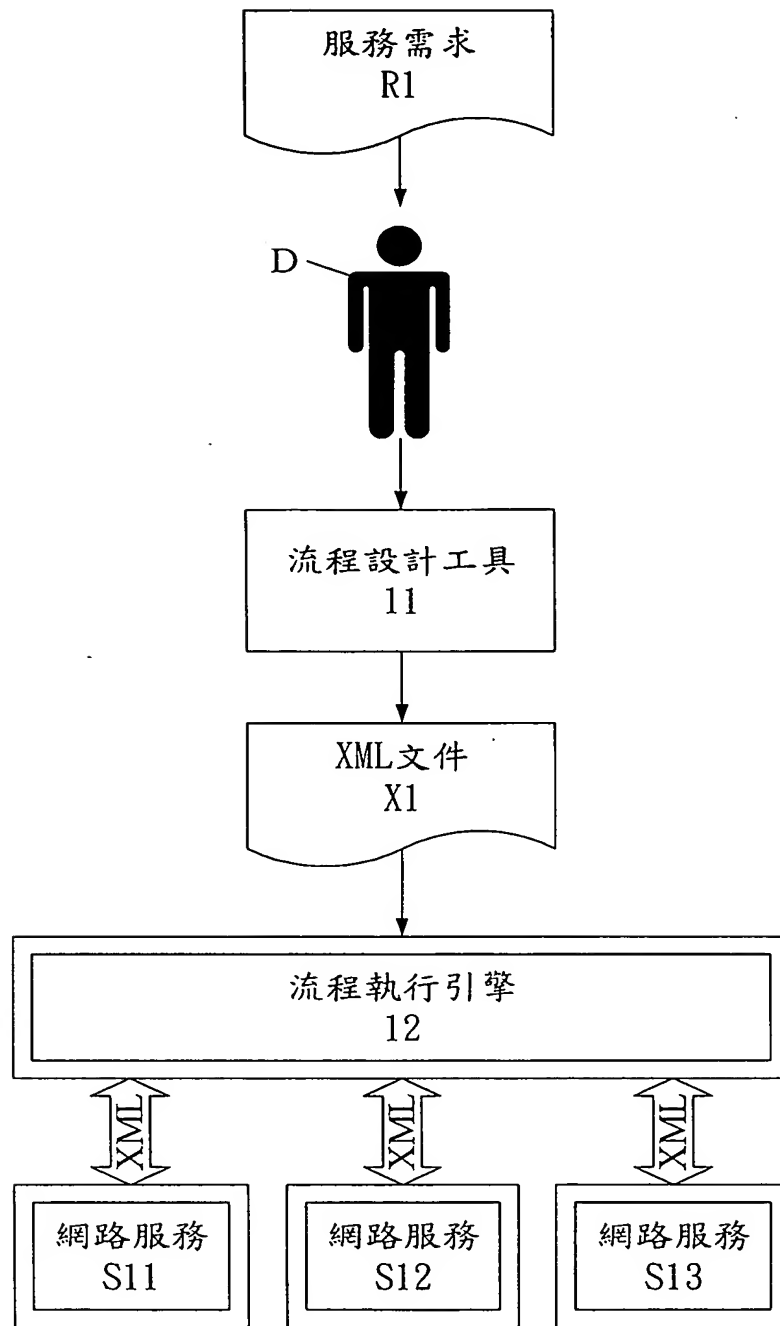 服務需求
R1
D
流程設計工具
11
XML文件
X1
流程執行引擎
12
XML
XML
XML
網路服務
S11
網路服務
S12
網路服務
S13